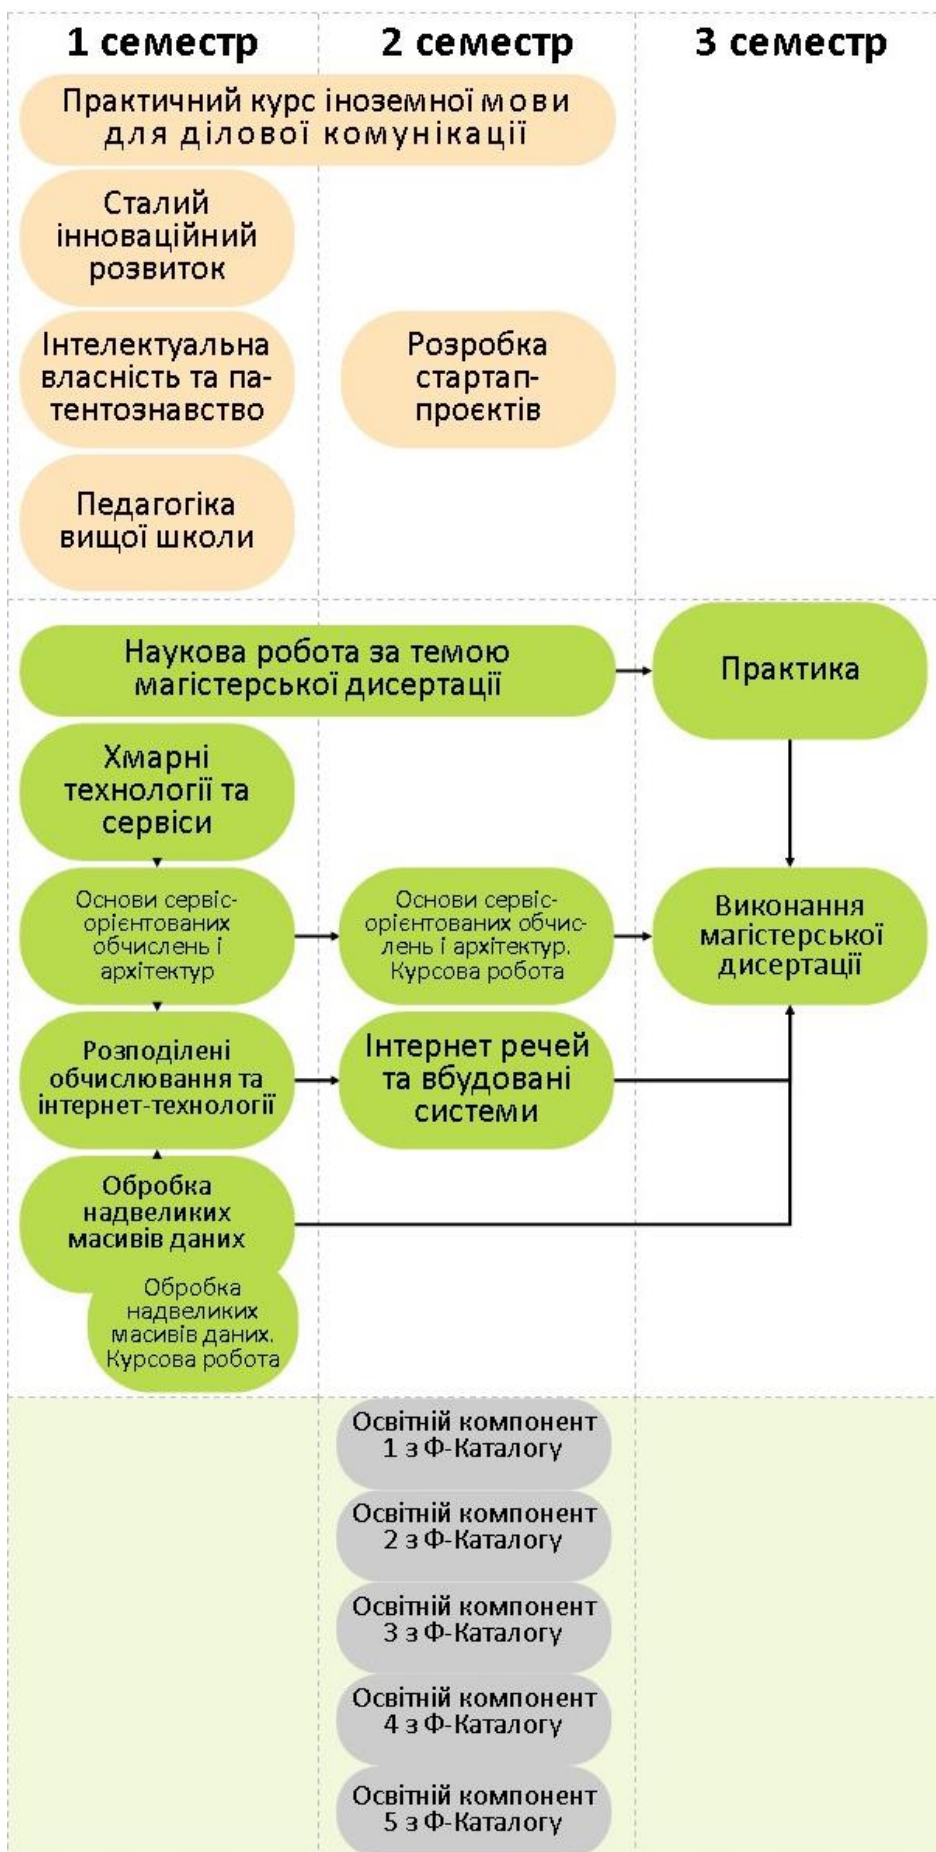 1 семестр
2 семестр
3 семестр
Практичний курс іноземної мови
для ділової комунікації
Сталий
інноваційний
розвиток
Інтелектуальна
власність та па-
тентознавство
Розробка
стартап-
проєктів
Педагогіка
вищої школи
Наукова робота за темою
магістерської дисертації
Практика
Хмарні
технології та
сервіси
Основи сервіс-
орієнтованих
обчислень і
архітектур
Основи сервіс-
орієнтованих обчис-
лень і архітектур.
Курсова робота
Виконання
магістерської
дисертації
Розподілені
обчислювання та
інтернет-технології
Інтернет речей
та вбудовані
системи
Обробка
надвеликих
масивів даних
Обробка
надвеликих
масивів даних.
Курсова робота
Освітній компонент
1 з Ф-Каталогу
Освітній компонент
2 з Ф-Каталогу
Освітній компонент
3 з Ф-Каталогу
Освітній компонент
4 з Ф-Каталогу
Освітній компонент
5 з Ф-Каталогу